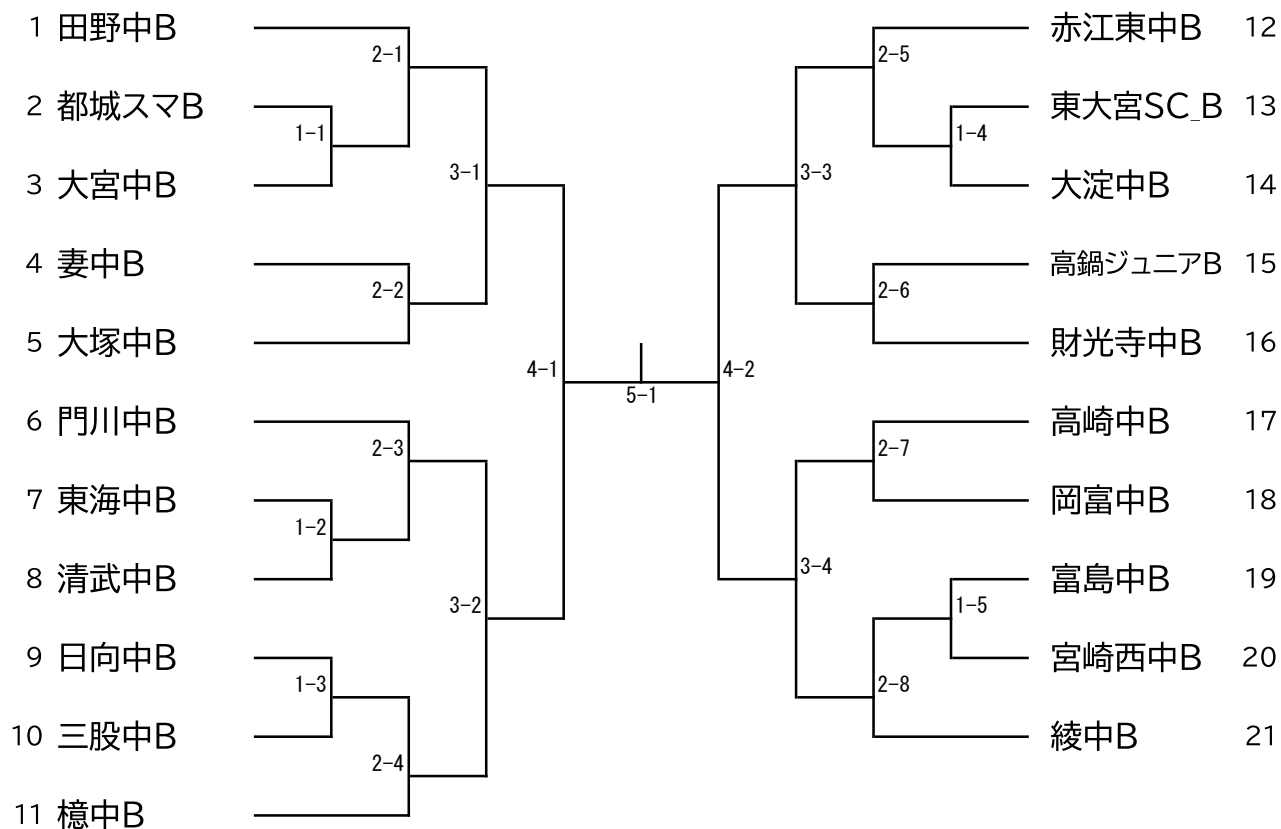 1 田野中B
2 都城スマB
3 大宮中B
4 妻中B
5 大塚中B
6 門川中B
7 東海中B
8 清武中B
9 日向中B
10 三股中B
11 檍中B
2-1
1-1
3-1
2-2
4-1
2-3
1-2
3-2
1-3
2-4
5-1
2-5
1-4
3-3
2-6
4-2
2-7
3-4
1-5
2-8
赤江東中B 12
東大宮SC_B 13
大淀中B 14
高鍋ジュニアB 15
財光寺中B 16
高崎中B 17
岡富中B 18
富島中B 19
宮崎西中B 20
綾中B 21